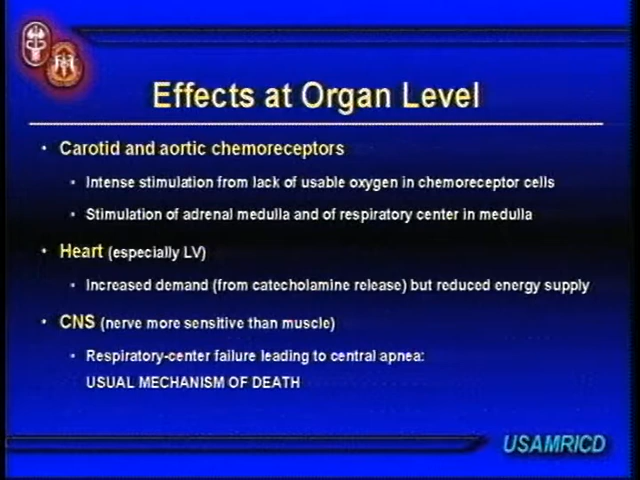 Effects at Organ Level
• Carotid and aortic chemoreceptors
• Intense stimulation from lack of usable oxygen in chemoreceptor cells
• Stimulation of adrenal medulla and of respiratory center in medulla
• Heart (especially LV)
• Increased demand (from catecholamine release) but reduced energy supply
• CNS (nerve more sensitive than muscle)
• Respiratory-center failure leading to central apnea:
USUAL MECHANISM OF DEATH
USAMRICD